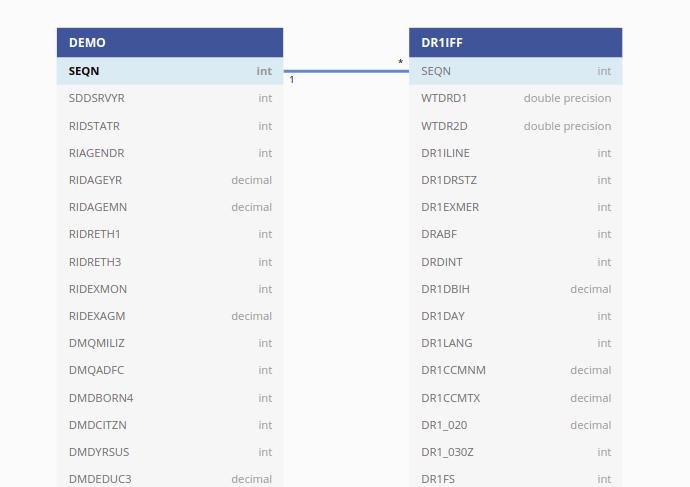 DEMO
SEQN int
SDDSRVYR int
RIDSTATR int
RIAGENDR int
RIDAGEYR decimal
RIDAGEMN decimal
RIDRETH1 int
RIDRETH3 int
RIDEXMON int
RIDEXAGM decimal
DMQMILIZ int
DMQADFC int
DMDBORN4 int
DMDCITZN int
DMDYRSUS int
DMDEDUC3 decimal
1
*
DR1IFF
SEQN int
WTDRD1 double precision
WTDR2D double precision
DR1ILINE int
DR1DRSTZ int
DR1EXMER int
DRABF int
DRDINT int
DR1DBIH decimal
DR1DAY int
DR1LANG int
DR1CCMNM decimal
DR1CCMTX decimal
DR1_020 decimal
DR1_030Z int
DR1FS int